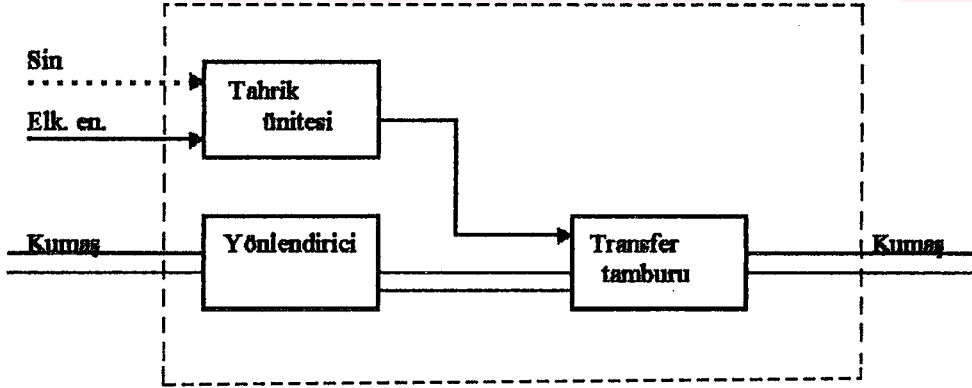 Sin
Tahrik
ünitesi
Elk. en.
Kumaş
Yönlendirici
Transfer
tamburu
Kumaş